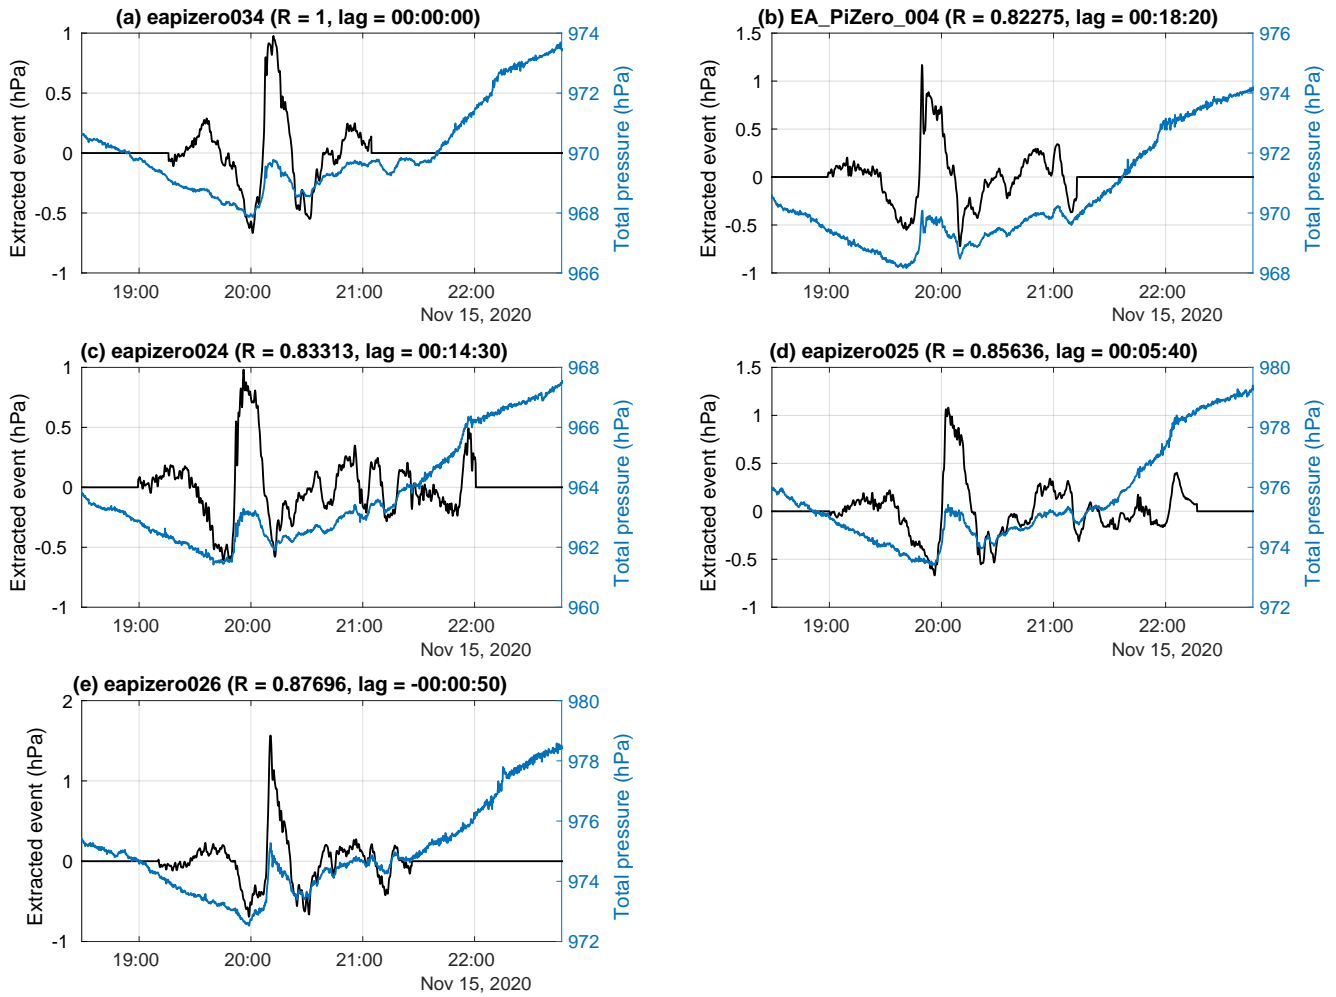 (a) eapizero034 (R = 1, lag = 00:00:00)
Extracted event (hPa)
1
0.5
0
-0.5
-1
974
972
970
968
966
Total pressure (hPa)
19:00 20:00 21:00 22:00
Nov 15, 2020
(b) EA_PiZero_004 (R = 0.82275, lag = 00:18:20)
Extracted event (hPa)
1.5
1
0.5
0
-0.5
-1
976
974
972
970
968
Total pressure (hPa)
19:00 20:00 21:00 22:00
Nov 15, 2020
(c) eapizero024 (R = 0.83313, lag = 00:14:30)
Extracted event (hPa)
1
0.5
0
-0.5
-1
968
966
964
962
960
Total pressure (hPa)
19:00 20:00 21:00 22:00
Nov 15, 2020
(d) eapizero025 (R = 0.85636, lag = 00:05:40)
Extracted event (hPa)
1.5
1
0.5
0
-0.5
-1
980
978
976
974
972
Total pressure (hPa)
19:00 20:00 21:00 22:00
Nov 15, 2020
(e) eapizero026 (R = 0.87696, lag = -00:00:50)
Extracted event (hPa)
2
1
0
-1
980
978
976
974
972
Total pressure (hPa)
19:00 20:00 21:00 22:00
Nov 15, 2020